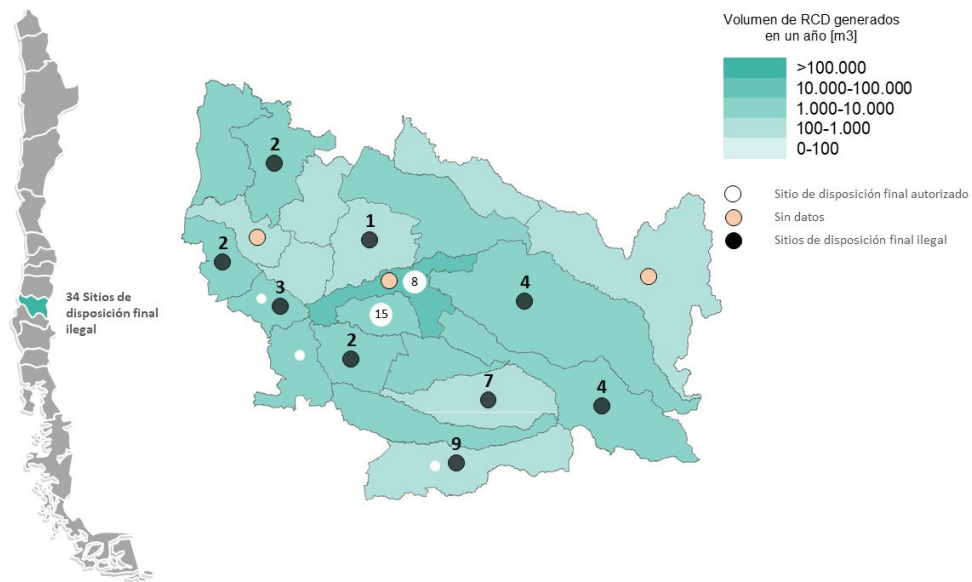 Volumen de RCD generados
en un año [m3]
>100.000
10.000-100.000
1.000-10.000
100-1.000
0-100
Sitio de disposición final autorizado
Sin datos
Sitios de disposición final ilegal
34 Sitios de
disposición final
ilegal
2
1
2
4
8
3
15
2
7
4
9